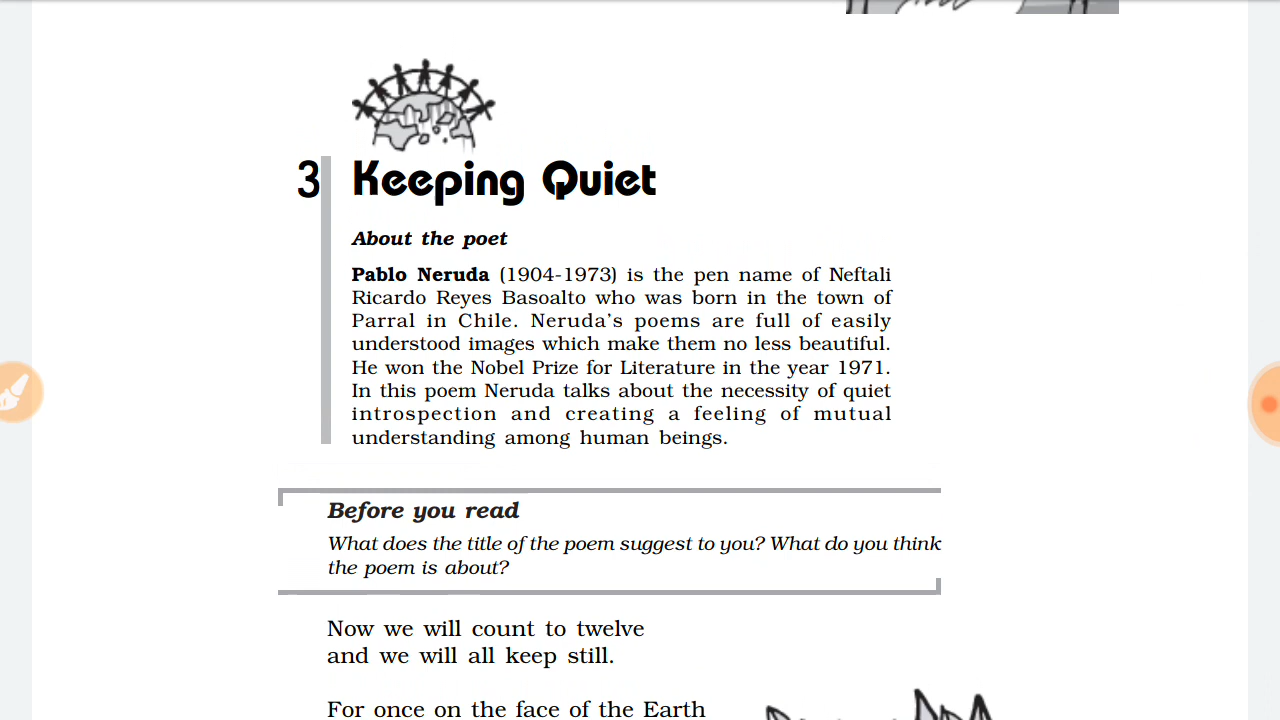 3 Keeping Quiet
About the poet
Pablo Neruda (1904-1973) is the pen name of Neftali
Ricardo Reyes Basoalto who was born in the town of
Parral in Chile. Neruda's poems are full of easily
understood images which make them no less beautiful.
He won the Nobel Prize for Literature in the year 1971.
In this poem Neruda talks about the necessity of quiet
introspection and creating a feeling of mutual
understanding among human beings.
Before you read
What does the title of the poem suggest to you? What do you think
the poem is about?
Now we will count to twelve
and we will all keep still.
For once on the face of the Earth